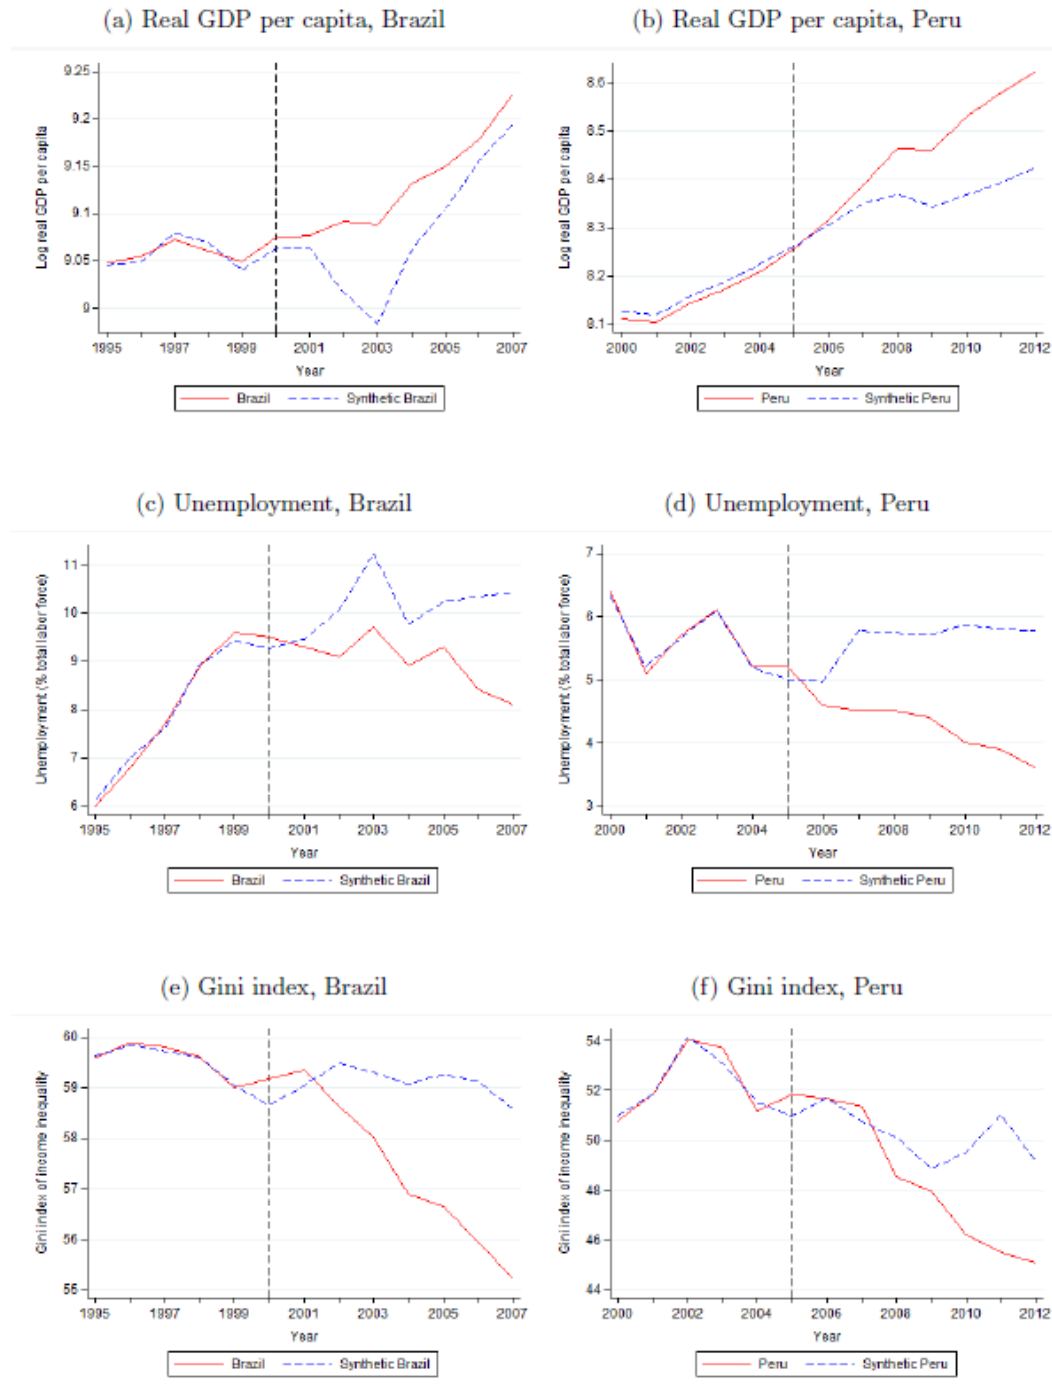 (a) Real GDP per capita, Brazil
(b) Real GDP per capita, Peru
Log real GDP per capita
9.25
9.2
9.15
9.1
9.05
9
1995 1997 1999 2001 2003 2005 2007
Year
Brazil Synthetic Brazil
Log real GDP per capita
8.6
8.5
8.4
8.3
8.2
8.1
2000 2002 2004 2006 2008 2010 2012
Year
Peru Synthetic Peru
(c) Unemployment, Brazil
(d) Unemployment, Peru
Unemployment (% total labor force)
11
10
9
8
7
6
1995 1997 1999 2001 2003 2005 2007
Year
Brazil Synthetic Brazil
Unemployment (% total labor force)
7
6
5
4
3
2000 2002 2004 2006 2008 2010 2012
Year
Peru Synthetic Peru
(e) Gini index, Brazil
(f) Gini index, Peru
Gini index of income inequality
60
59
58
57
56
55
1995 1997 1999 2001 2003 2005 2007
Year
Brazil Synthetic Brazil
Gini index of income inequality
54
52
50
48
46
44
2000 2002 2004 2006 2008 2010 2012
Year
Peru Synthetic Peru